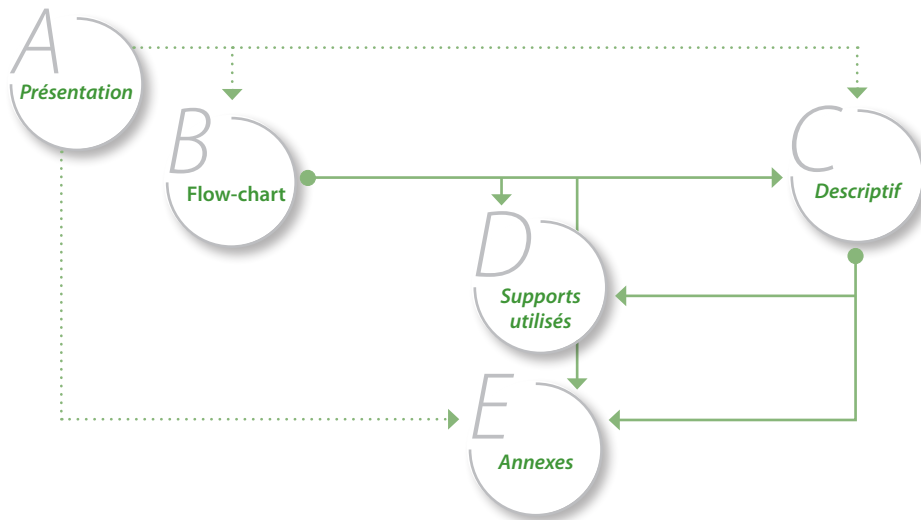 A
Présentation
B
Flow-chart
C
Descriptif
D
Supports
utilisés
E
Annexes